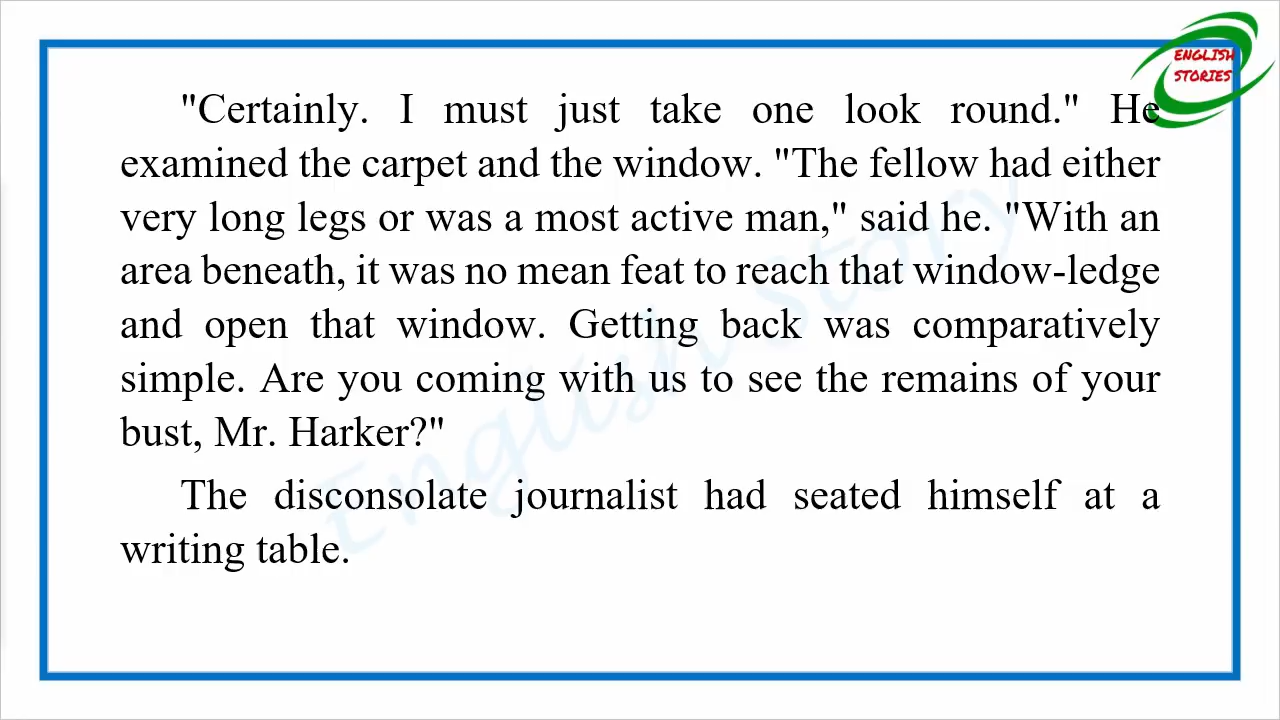 ENGLISH
STORIES
"Certainly. I must just take one look round." He
examined the carpet and the window. "The fellow had either
very long legs or was a most active man," said he. "With an
area beneath, it was no mean feat to reach that window-ledge
and open that window. Getting back was comparatively
simple. Are you coming with us to see the remains of your
bust, Mr. Harker?"
The disconsolate journalist had seated himself at a
writing table.
English Story